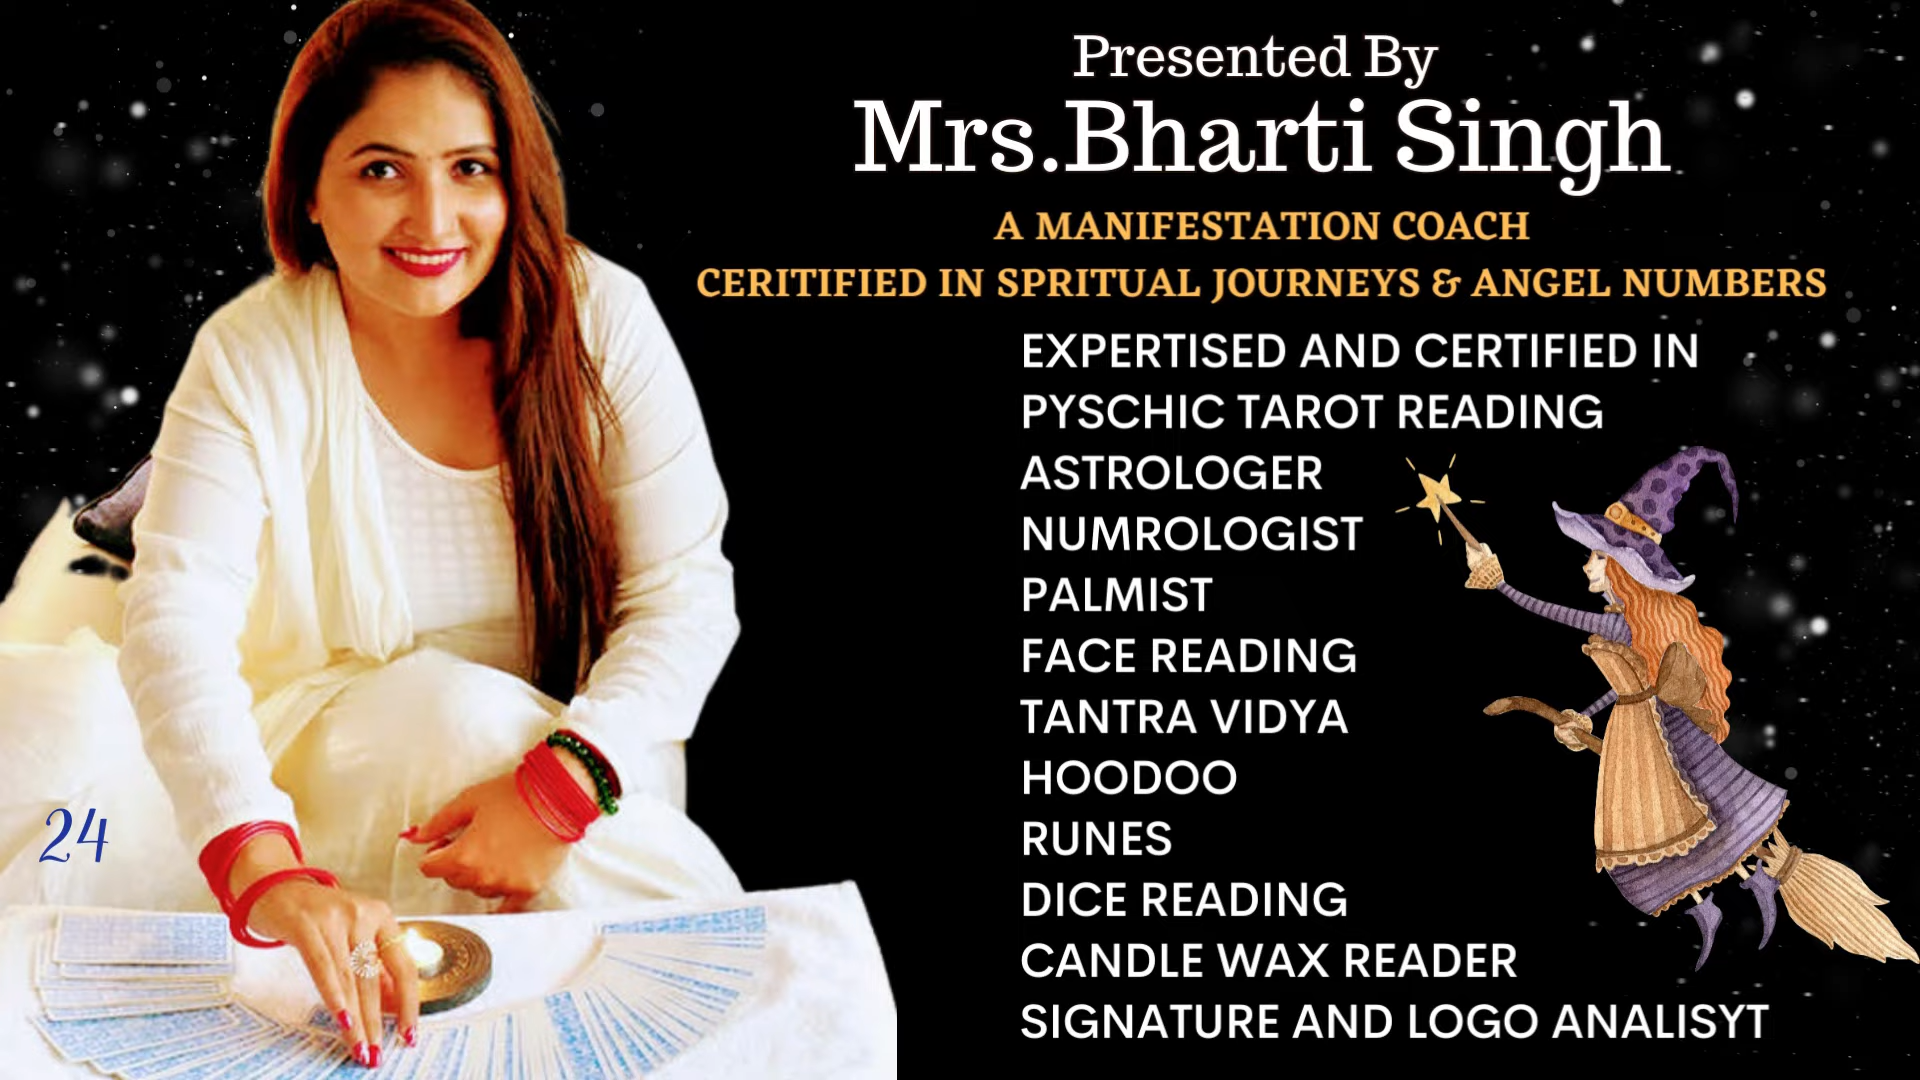 Presented By
Mrs.Bharti Singh
A MANIFESTATION COACH
CERITIFIED IN SPRITUAL JOURNEYS & ANGEL NUMBERS
EXPERTISED AND CERTIFIED IN
PYSCHIC TAROT READING
ASTROLOGER
NUMROLOGIST
PALMIST
FACE READING
TANTRA VIDYA
HOODOO
RUNES
DICE READING
CANDLE WAX READER
SIGNATURE AND LOGO ANALISYT
24